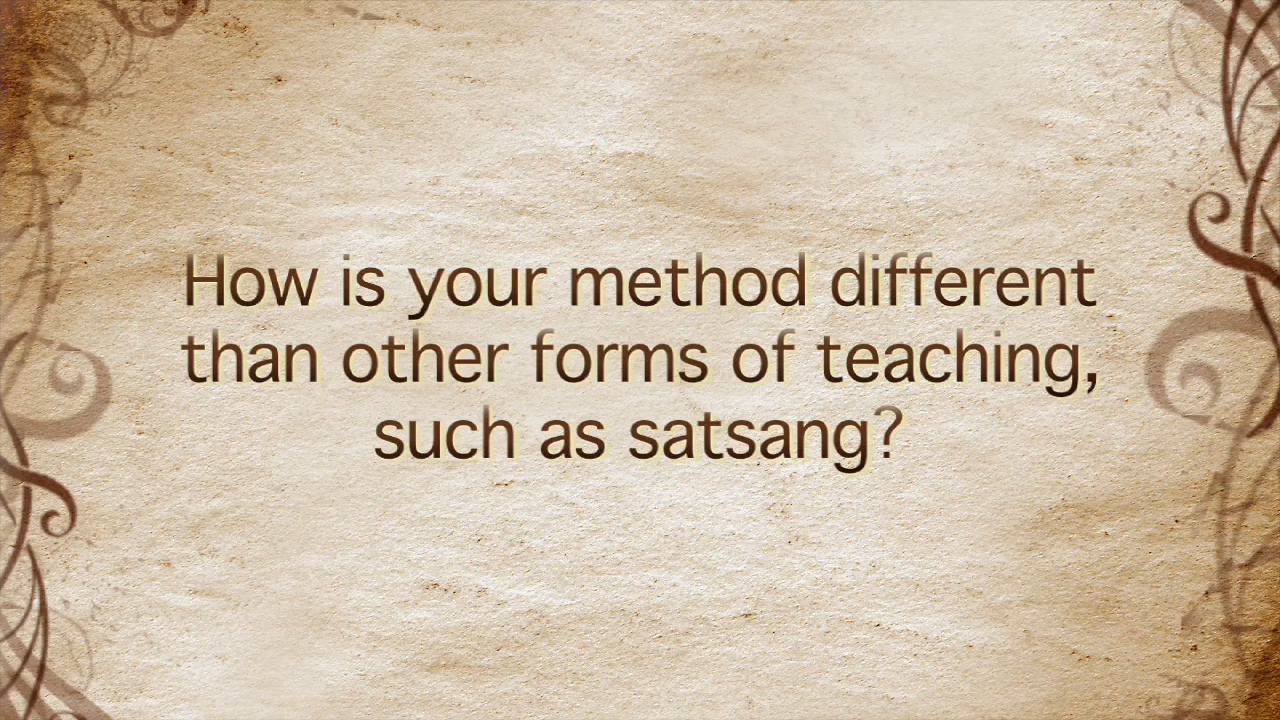 How is your method different
than other forms of teaching,
such as satsang?